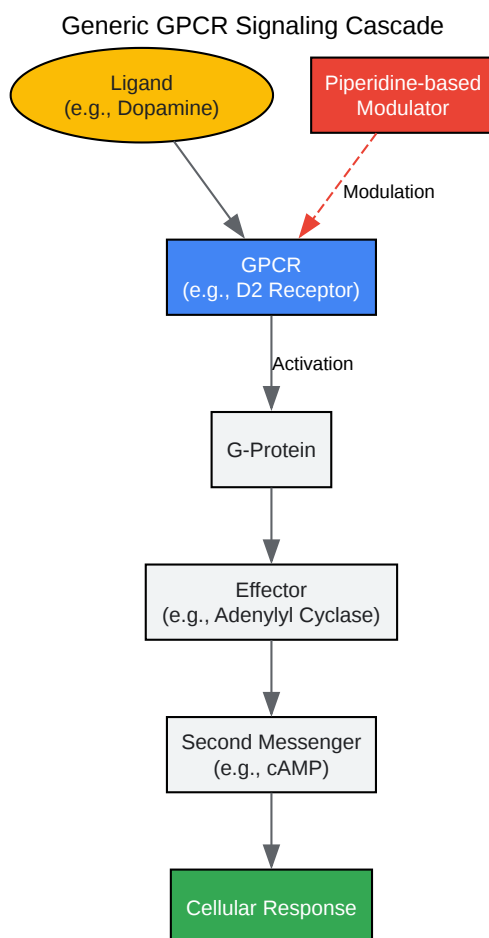 Generic GPCR Signaling Cascade
Ligand
(e.g., Dopamine)
Piperidine-based
Modulator
Modulation
GPCR
(e.g., D2 Receptor)
Activation
G-Protein
Effector
(e.g., Adenylyl Cyclase)
Second Messenger
(e.g., cAMP)
Cellular Response